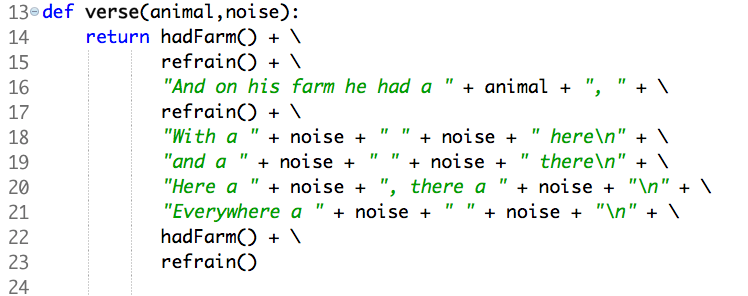 13 def verse(animal,noise):
14     return hadFarm() + \
15            refrain() + \
16            "And on his farm he had a " + animal + ", " + \
17            refrain() + \
18            "With a " + noise + " " + noise + " here\n" + \
19            "and a " + noise + " " + noise + " there\n" + \
20            "Here a " + noise + ", there a " + noise + "\n" + \
21            "Everywhere a " + noise + " " + noise + "\n" + \
22            hadFarm() + \
23            refrain()
24